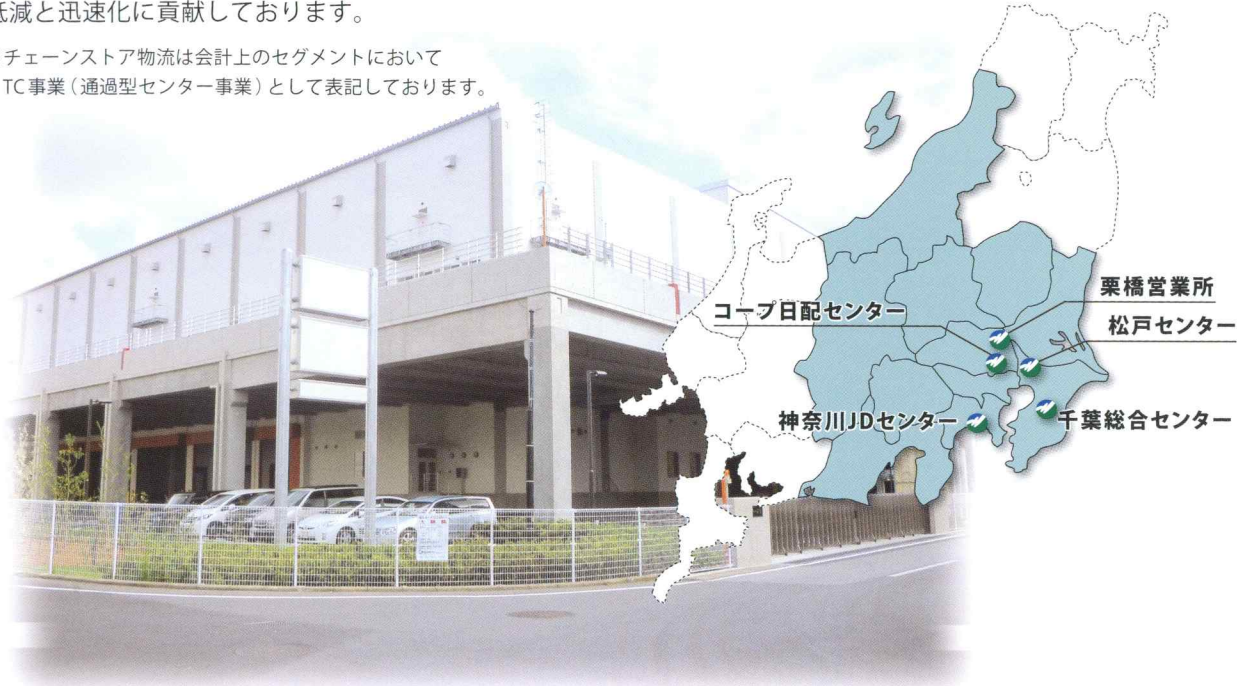 低減と迅速化に貢献しております。
チェーンストア物流は会計上のセグメントにおいて
TC事業（通過型センター事業）として表記しております。
栗橋営業所
コープ日配センター
松戸センター
神奈川JDセンター
千葉総合センター